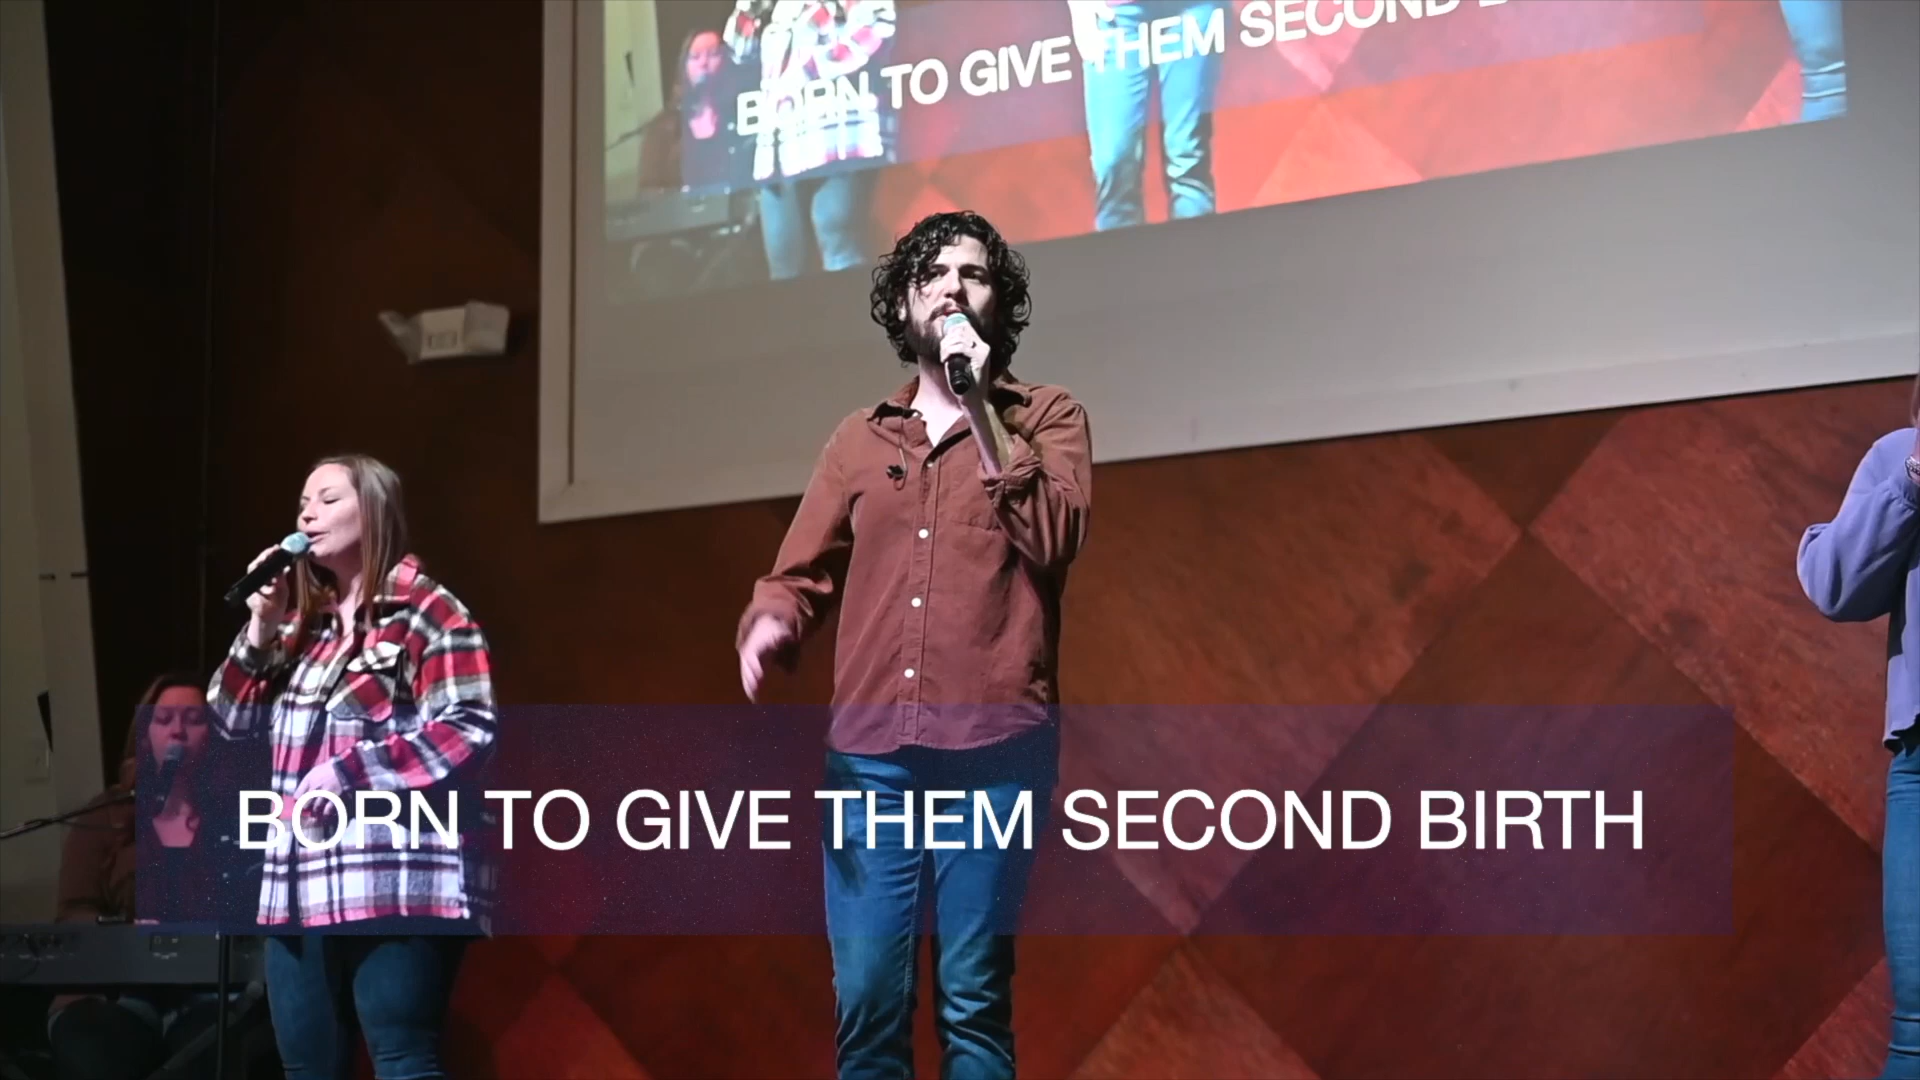 BORN TO GIVE THEM SECOND
BORN TO GIVE THEM SECOND BIRTH